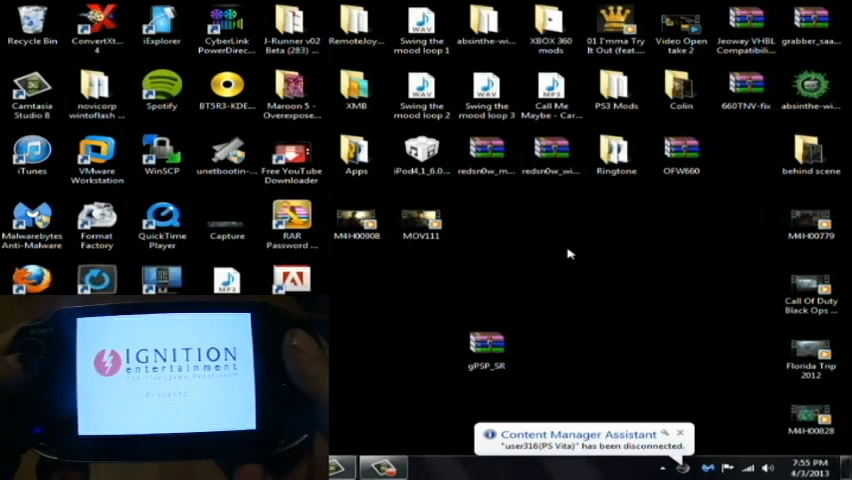 Recycle Bin
ConvertXt...
4
iExplorer
CyberLink
PowerDirec...
J-Runner v02
Beta (283) ...
RemoteJoy...
Swing the
mood loop 1
absinthe-wi...
XBOX 360
mods
01 I'mma Try
It Out (feat....
Video Open
take 2
Jeoway VHBL
Compatibili...
grabber_saa...
Camtasia
Studio 8
novicorp
wintoflash ...
Spotify
BT5R3-KDE...
Maroon 5 -
Overexpose...
XMB
Swing the
mood loop 2
Swing the
mood loop 3
Call Me
Maybe - Car...
PS3 Mods
Colin
660TNV-fix
absinthe-wi...
iTunes
VMware
Workstation
WinSCP
unetbootin-...
Free YouTube
Downloader
Apps
iPod4,1_6.0...
redsn0w_m...
redsn0w_wi...
Ringtone
OFW660
behind scene
Malwarebytes
Anti-Malware
Format
Factory
QuickTime
Player
Capture
RAR
Password ...
M4H00908
MOV111
M4H00779
MP3
Call Of Duty
Black Ops ...
SONY
IGNITION
entertainment
gPSP_SR
Florida Trip
2012
M4H00828
Content Manager Assistant
"user316(PS Vita)" has been disconnected.
7:55 PM
4/3/2013